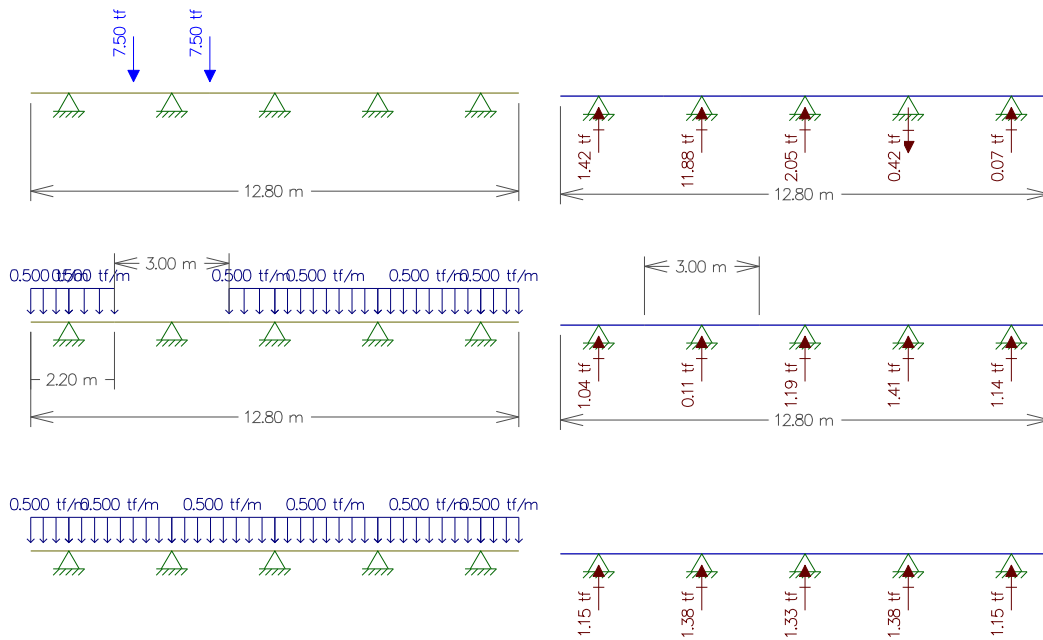 7.50 tf
7.50 tf
12.80 m
1.42 tf
11.88 tf
2.05 tf
0.42 tf
0.07 tf
12.80 m
0.500 tf/m
0.500 tf/m
3.00 m
0.500 tf/m
0.500 tf/m
0.500 tf/m
0.500 tf/m
2.20 m
12.80 m
3.00 m
1.04 tf
0.11 tf
1.19 tf
1.41 tf
1.14 tf
12.80 m
0.500 tf/m
0.500 tf/m
0.500 tf/m
0.500 tf/m
0.500 tf/m
0.500 tf/m
1.15 tf
1.38 tf
1.33 tf
1.38 tf
1.15 tf